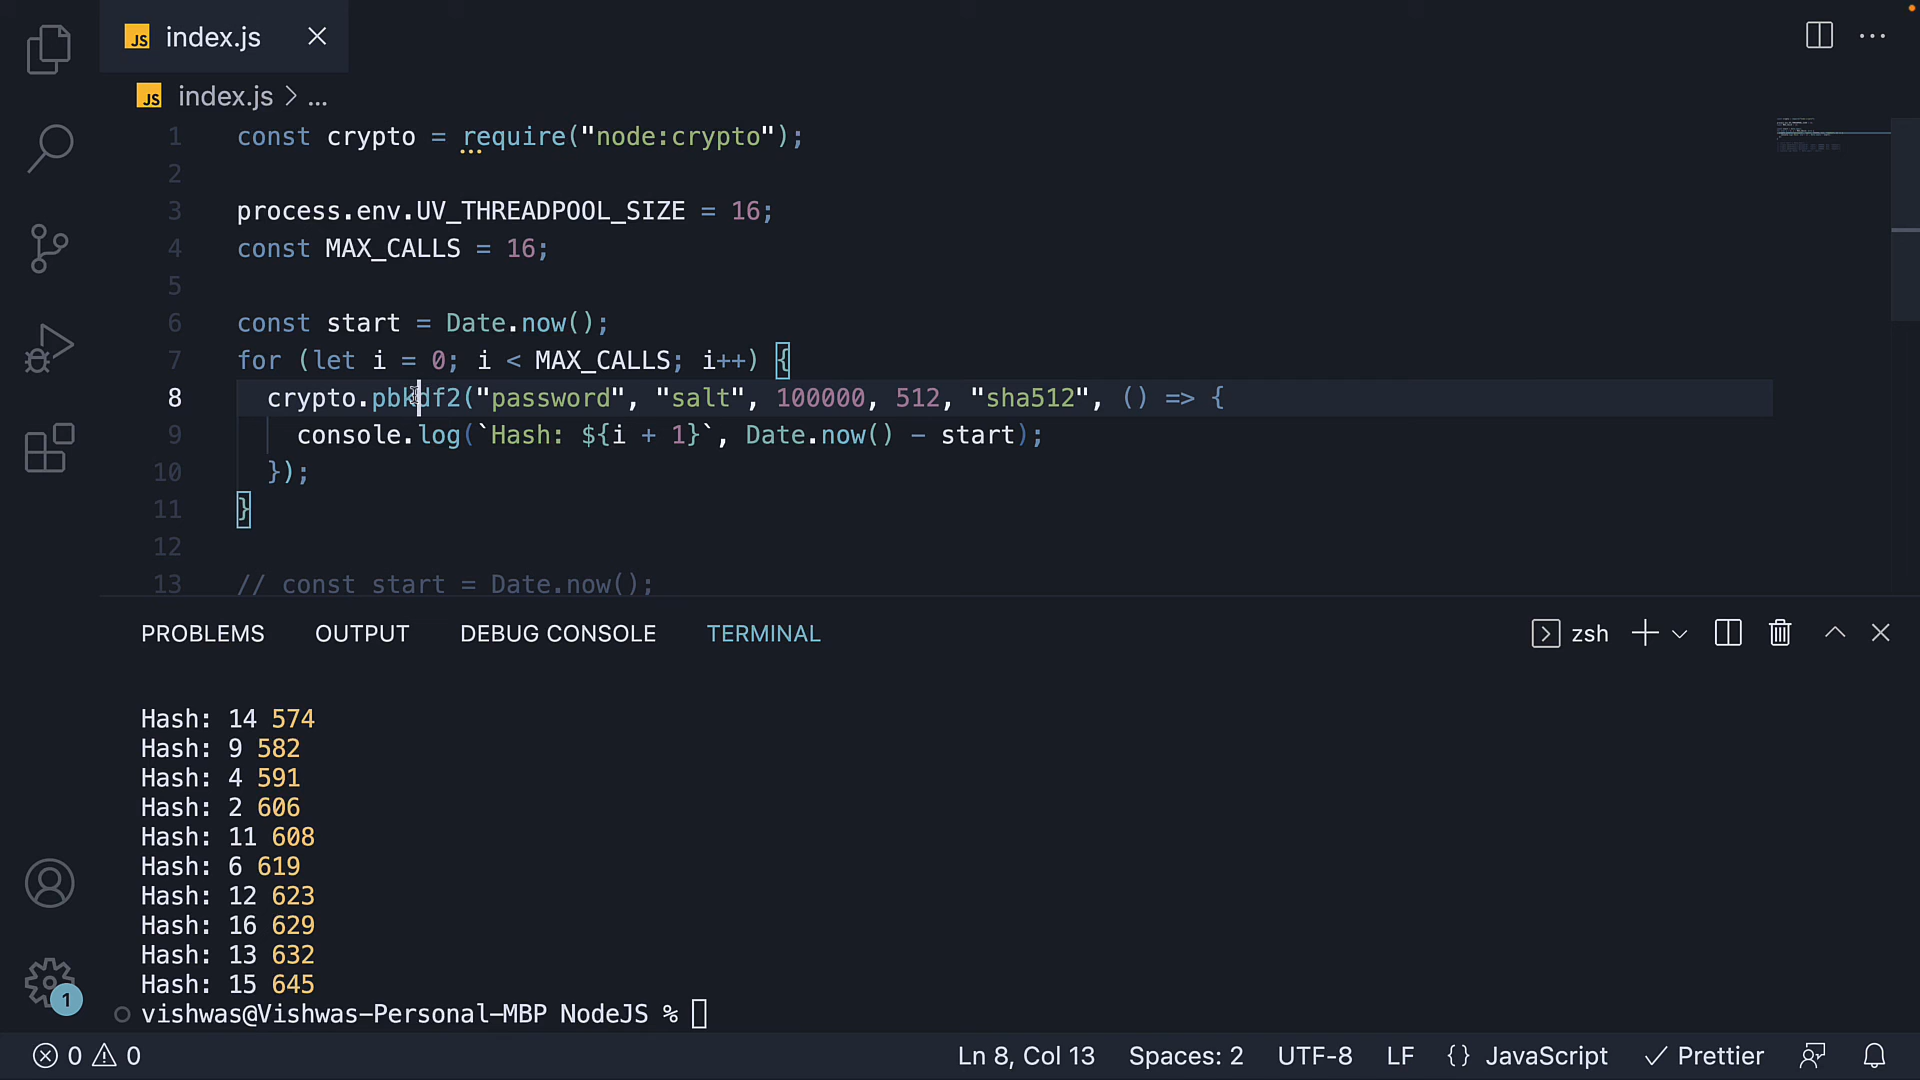 JS index.js
JS index.js > ...
1 const crypto = require("node:crypto");
2
3 process.env.UV_THREADPOOL_SIZE = 16;
4 const MAX_CALLS = 16;
5
6 const start = Date.now();
7 for (let i = 0; i < MAX_CALLS; i++) {
8 crypto.pbkdf2("password", "salt", 100000, 512, "sha512", () => {
9 console.log(`Hash: ${i + 1}`, Date.now() - start);
10 });
11 }
12
13 // const start = Date.now();
PROBLEMS OUTPUT DEBUG CONSOLE TERMINAL zsh
Hash: 14 574
Hash: 9 582
Hash: 4 591
Hash: 2 606
Hash: 11 608
Hash: 6 619
Hash: 12 623
Hash: 16 629
Hash: 13 632
Hash: 15 645
vishwas@Vishwas-Personal-MBP NodeJS %
1
0 0 Ln 8, Col 13 Spaces: 2 UTF-8 LF {} JavaScript Prettier